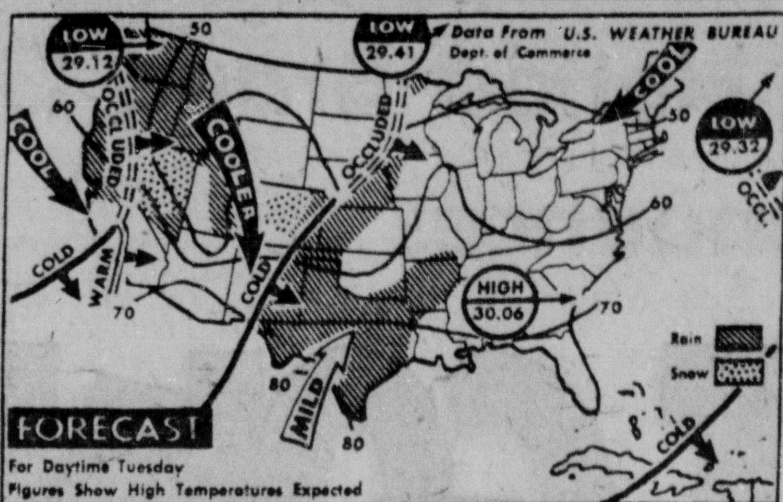 50
LOW
29.12
LOW
29.41
Data From U.S. WEATHER BUREAU
Dept. of Commerce
COOL
50
LOW
29.32
OCCL.
60
OCCLUDED
COOL
COOLER
OCCLUDED
60
COLD
WARM
70
COLD
HIGH
30.06
70
Rain
Snow
80
MILD
80
COLD
FORECAST
For Daytime Tuesday
Figures Show High Temperatures Expected